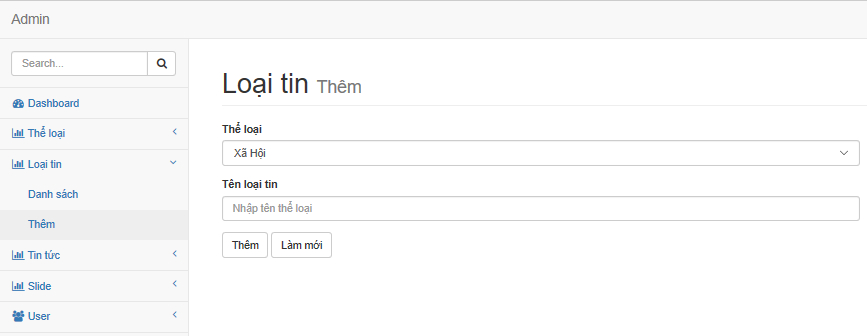 Admin
Search...
Dashboard
Thể loại
Loại tin
Danh sách
Thêm
Tin tức
Slide
User
Loại tin Thêm
Thể loại
Xã Hội
Tên loại tin
Nhập tên thể loại
Thêm Làm mới